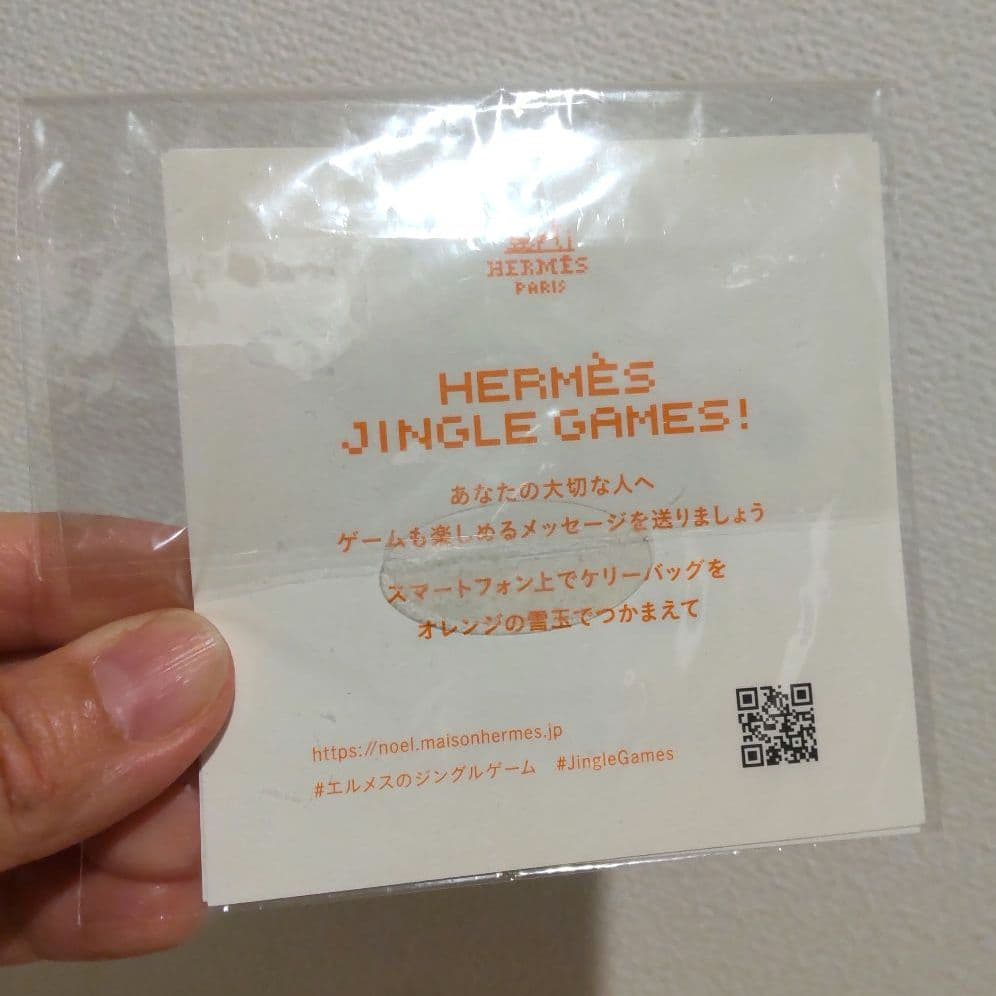 HERMÈS
PARIS
HERMÈS
JINGLE GAMES!
あなたの大切な人へ
ゲームも楽しめるメッセージを送りましょう
スマートフォン上でケリーバッグを
オレンジの雪玉でつかまえて
https://noel.maisonhermes.jp
#エルメスのジングルゲーム #JingleGames